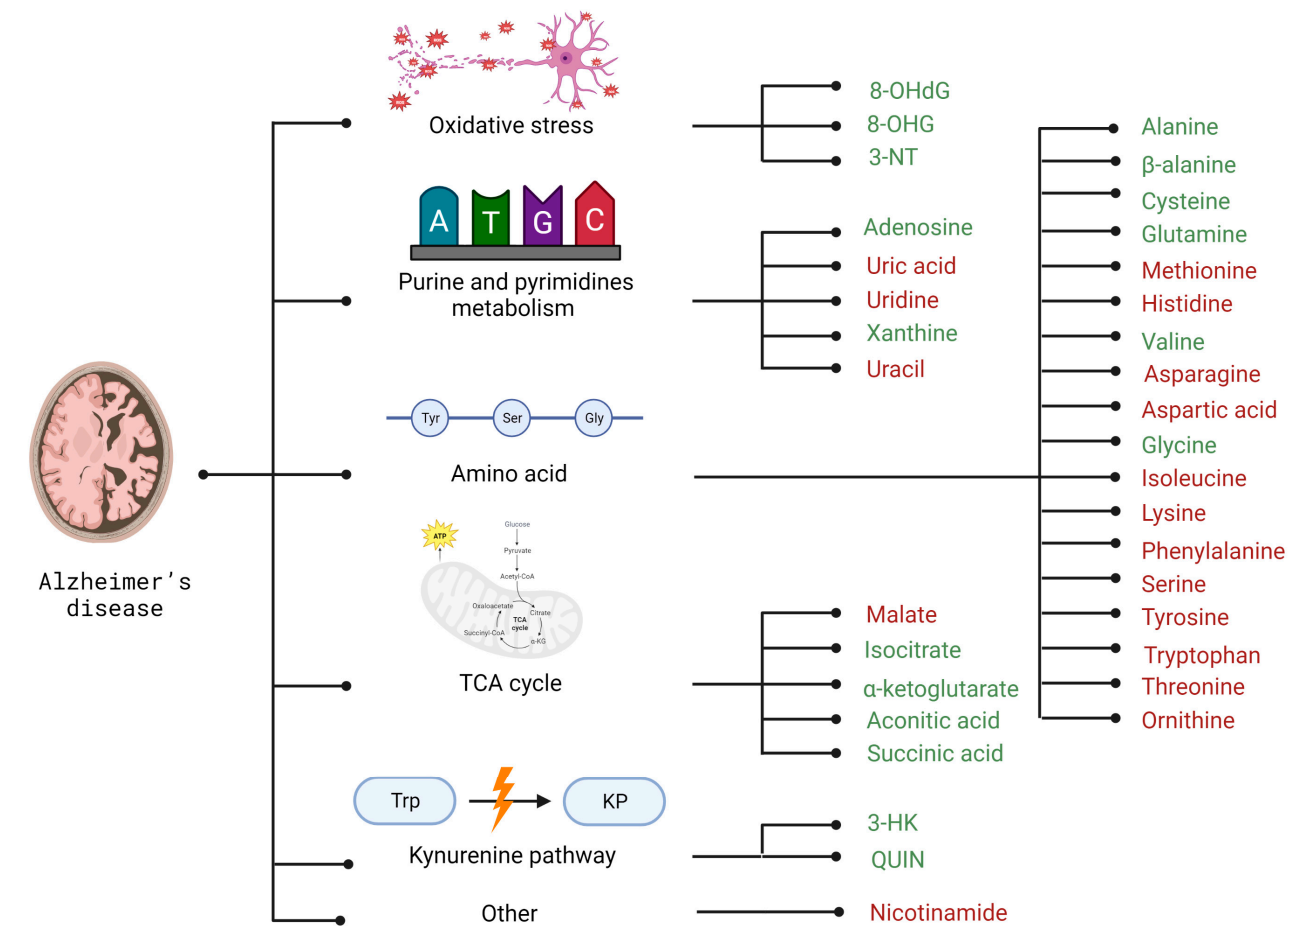 Oxidative stress
8-OHdG
8-OHG
3-NT
A T G C
Purine and pyrimidines
metabolism
Adenosine
Uric acid
Uridine
Xanthine
Uracil
Tyr Ser Gly
Amino acid
Alanine
β-alanine
Cysteine
Glutamine
Methionine
Histidine
Valine
Asparagine
Aspartic acid
Glycine
Isoleucine
Lysine
Phenylalanine
Serine
Tyrosine
Tryptophan
Threonine
Ornithine
Alzheimer's
disease
ATP
Glucose
Pyruvate
Acetyl-CoA
Oxaloacetate
Citrate
TCA
cycle
Succinyl-CoA
α-KG
TCA cycle
Malate
Isocitrate
α-ketoglutarate
Aconitic acid
Succinic acid
Trp
KP
Kynurenine pathway
3-HK
QUIN
Other
Nicotinamide